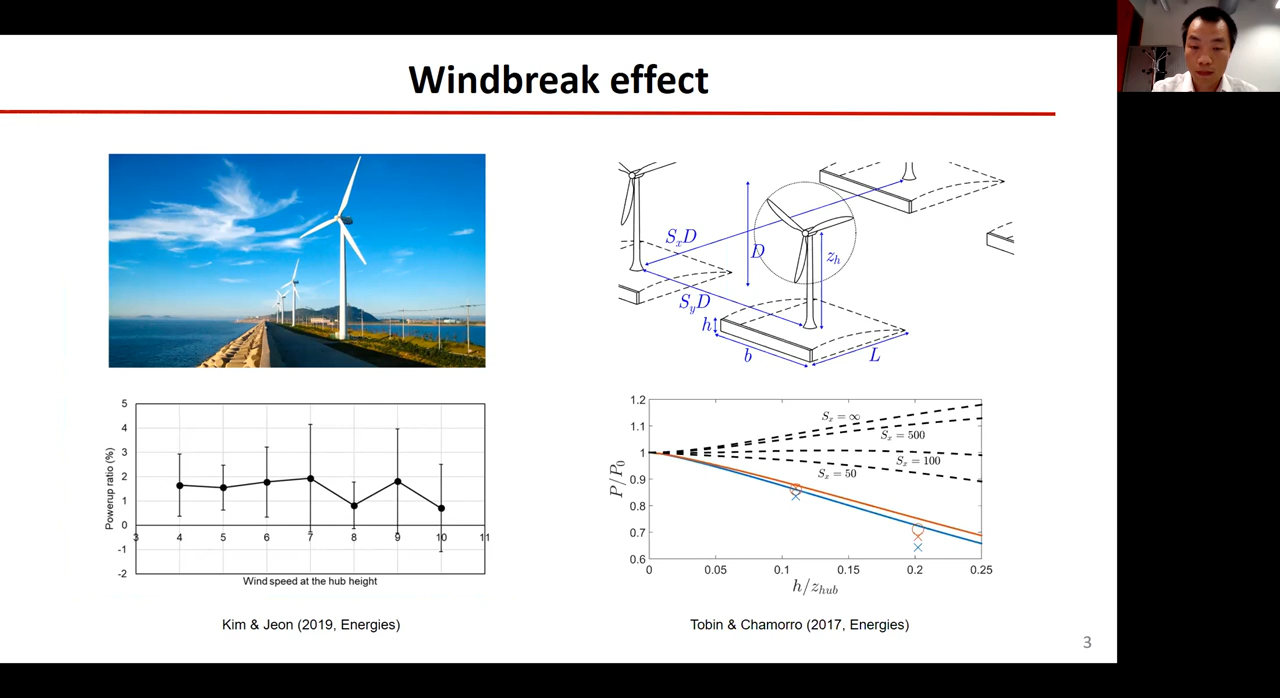 Windbreak effect
S_xD
D
z_h
S_yD
h
b
L
5
4
3
2
1
0
-1
-2
Powerup ratio (%)
3 4 5 6 7 8 9 10 11
Wind speed at the hub height
Kim & Jeon (2019, Energies)
1.2
1.1
1
0.9
0.8
0.7
0.6
P/P_0
S_x = ∞
S_x = 500
S_x = 100
S_x = 50
0 0.05 0.1 0.15 0.2 0.25
h/z_hub
Tobin & Chamorro (2017, Energies)
3